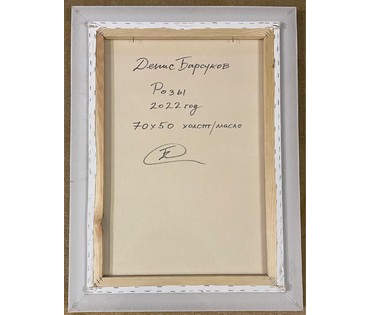 Денис Барсуков
Розы
2022 год
70х50 холст/масло